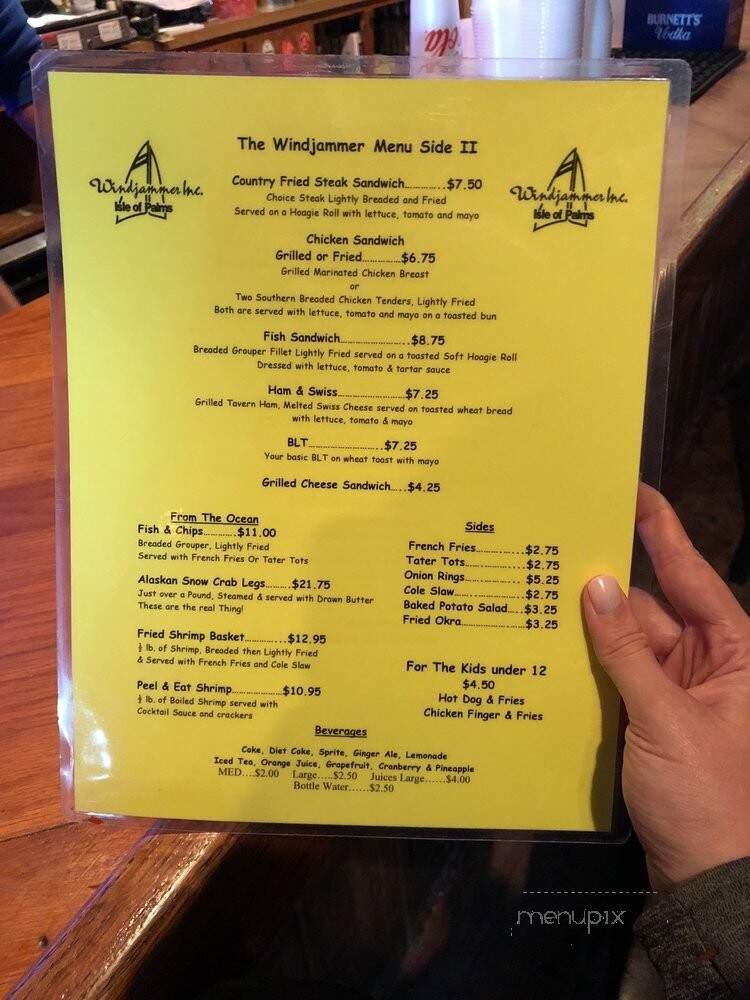 BURNETT'S
Vodka
The Windjammer Menu Side II
Windjammer Inc.
Isle of Palms
Windjammer Inc.
Isle of Palms
Country Fried Steak Sandwich..............$7.50
Choice Steak Lightly Breaded and Fried
Served on a Hoagie Roll with lettuce, tomato and mayo
Chicken Sandwich
Grilled or Fried...............$6.75
Grilled Marinated Chicken Breast
or
Two Southern Breaded Chicken Tenders, Lightly Fried
Both are served with lettuce, tomato and mayo on a toasted bun
Fish Sandwich..........................$8.75
Breaded Grouper Fillet Lightly Fried served on a toasted Soft Hoagie Roll
Dressed with lettuce, tomato & tartar sauce
Ham & Swiss.........................$7.25
Grilled Tavern Ham, Melted Swiss Cheese served on toasted wheat bread
with lettuce, tomato & mayo
BLT............................$7.25
Your basic BLT on wheat toast with mayo
Grilled Cheese Sandwich.....$4.25
From The Ocean
Fish & Chips............$11.00
Breaded Grouper, Lightly Fried
Served with French Fries Or Tater Tots
Alaskan Snow Crab Legs..........$21.75
Just over a Pound, Steamed & served with Drawn Butter
These are the real Thing!
Fried Shrimp Basket...............$12.95
½ lb. of Shrimp, Breaded then Lightly Fried
& Served with French Fries and Cole Slaw
Peel & Eat Shrimp...................$10.95
½ lb. of Boiled Shrimp served with
Cocktail Sauce and crackers
Sides
French Fries..................$2.75
Tater Tots.....................$2.75
Onion Rings.................. $5.25
Cole Slaw......................$2.75
Baked Potato Salad.....$3.25
Fried Okra.....................$3.25
For The Kids under 12
$4.50
Hot Dog & Fries
Chicken Finger & Fries
Beverages
Coke, Diet Coke, Sprite, Ginger Ale, Lemonade
Iced Tea, Orange Juice, Grapefruit, Cranberry & Pineapple
MED....$2.00 Large.....$2.50 Juices Large......$4.00
Bottle Water......$2.50
menupix